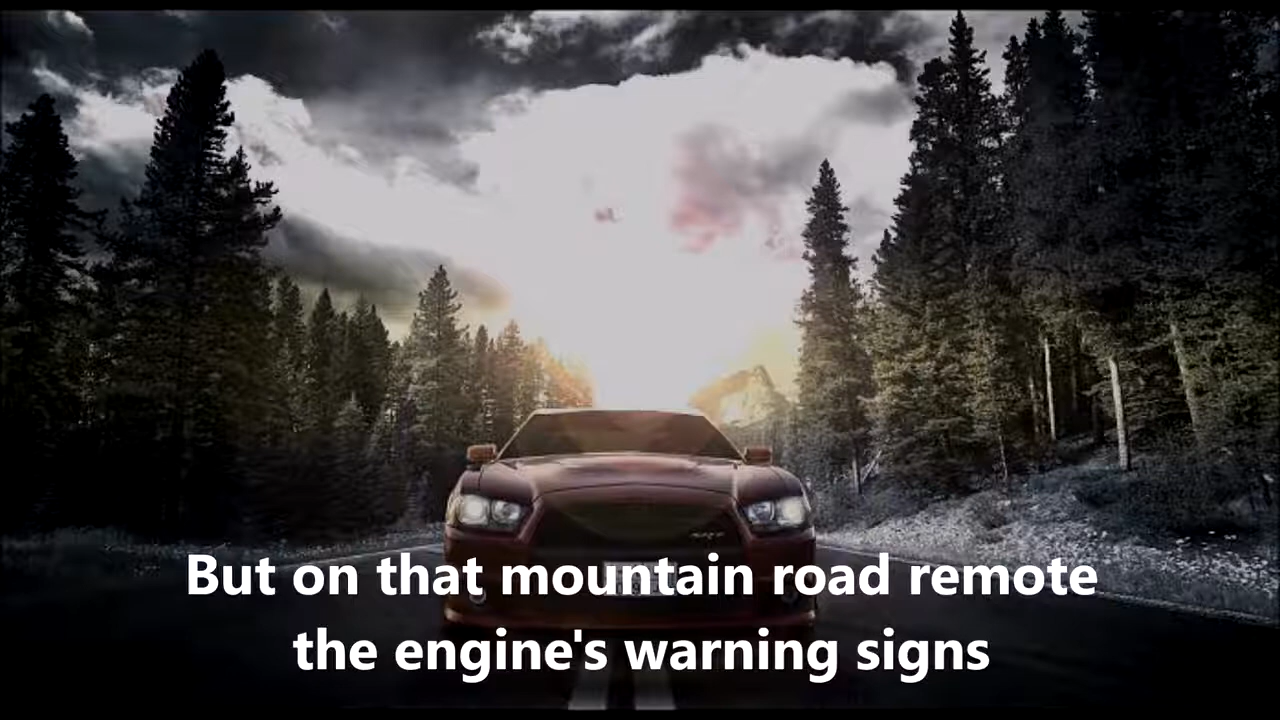 But on that mountain road remote
the engine's warning signs